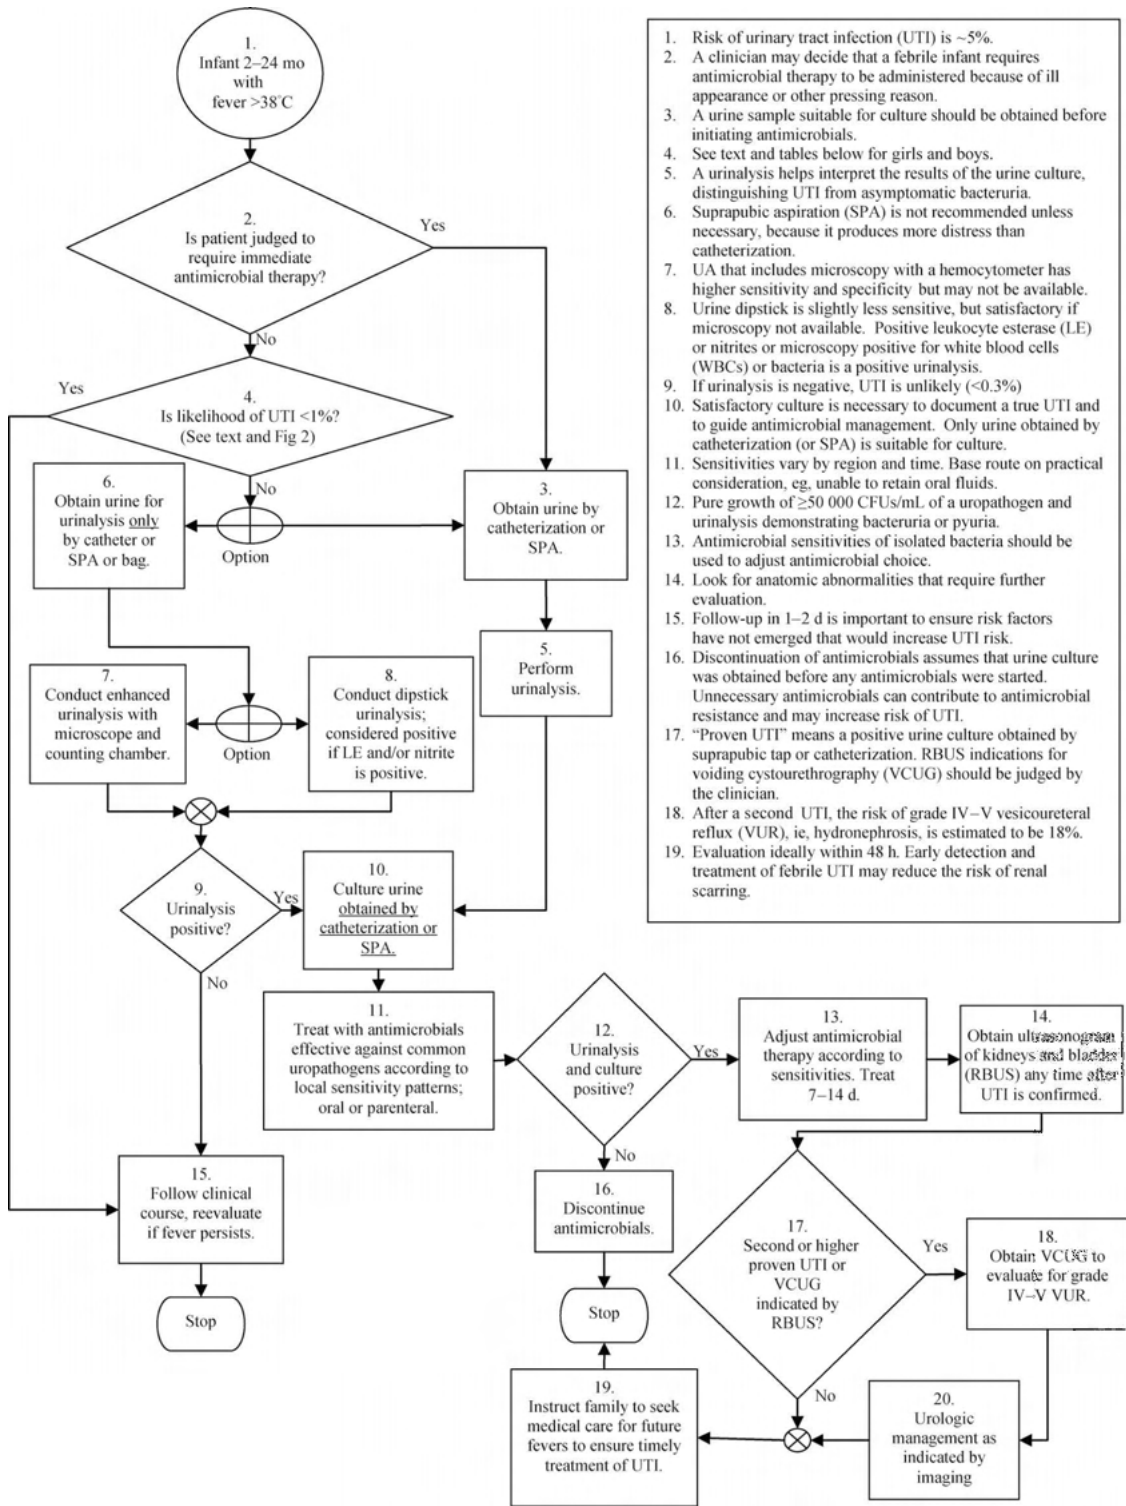 1.
Infant 2–24 mo
with
fever >38°C
2.
Is patient judged to
require immediate
antimicrobial therapy?
Yes
No
Yes
4.
Is likelihood of UTI <1%?
(See text and Fig 2)
No
6.
Obtain urine for
urinalysis only
by catheter or
SPA or bag.
Option
3.
Obtain urine by
catheterization or
SPA.
5.
Perform
urinalysis.
7.
Conduct enhanced
urinalysis with
microscope and
counting chamber.
Option
8.
Conduct dipstick
urinalysis;
considered positive
if LE and/or nitrite
is positive.
9.
Urinalysis
positive?
Yes
No
10.
Culture urine
obtained by
catheterization or
SPA.
11.
Treat with antimicrobials
effective against common
uropathogens according to
local sensitivity patterns;
oral or parenteral.
12.
Urinalysis
and culture
positive?
Yes
No
13.
Adjust antimicrobial
therapy according to
sensitivities. Treat
7–14 d.
14.
Obtain ultrasonogram
of kidneys and bladder
(RBUS) any time after
UTI is confirmed.
15.
Follow clinical
course, reevaluate
if fever persists.
Stop
16.
Discontinue
antimicrobials.
Stop
17.
Second or higher
proven UTI or
VCUG
indicated by
RBUS?
Yes
No
18.
Obtain VCUG to
evaluate for grade
IV–V VUR.
19.
Instruct family to seek
medical care for future
fevers to ensure timely
treatment of UTI.
20.
Urologic
management as
indicated by
imaging
1. Risk of urinary tract infection (UTI) is ~5%.
2. A clinician may decide that a febrile infant requires
antimicrobial therapy to be administered because of ill
appearance or other pressing reason.
3. A urine sample suitable for culture should be obtained before
initiating antimicrobials.
4. See text and tables below for girls and boys.
5. A urinalysis helps interpret the results of the urine culture,
distinguishing UTI from asymptomatic bacteruria.
6. Suprapubic aspiration (SPA) is not recommended unless
necessary, because it produces more distress than
catheterization.
7. UA that includes microscopy with a hemocytometer has
higher sensitivity and specificity but may not be available.
8. Urine dipstick is slightly less sensitive, but satisfactory if
microscopy not available. Positive leukocyte esterase (LE)
or nitrites or microscopy positive for white blood cells
(WBCs) or bacteria is a positive urinalysis.
9. If urinalysis is negative, UTI is unlikely (<0.3%)
10. Satisfactory culture is necessary to document a true UTI and
to guide antimicrobial management. Only urine obtained by
catheterization (or SPA) is suitable for culture.
11. Sensitivities vary by region and time. Base route on practical
consideration, eg, unable to retain oral fluids.
12. Pure growth of ≥50 000 CFUs/mL of a uropathogen and
urinalysis demonstrating bacteruria or pyuria.
13. Antimicrobial sensitivities of isolated bacteria should be
used to adjust antimicrobial choice.
14. Look for anatomic abnormalities that require further
evaluation.
15. Follow-up in 1–2 d is important to ensure risk factors
have not emerged that would increase UTI risk.
16. Discontinuation of antimicrobials assumes that urine culture
was obtained before any antimicrobials were started.
Unnecessary antimicrobials can contribute to antimicrobial
resistance and may increase risk of UTI.
17. “Proven UTI” means a positive urine culture obtained by
suprapubic tap or catheterization. RBUS indications for
voiding cystourethrography (VCUG) should be judged by
the clinician.
18. After a second UTI, the risk of grade IV–V vesicoureteral
reflux (VUR), ie, hydronephrosis, is estimated to be 18%.
19. Evaluation ideally within 48 h. Early detection and
treatment of febrile UTI may reduce the risk of renal
scarring.